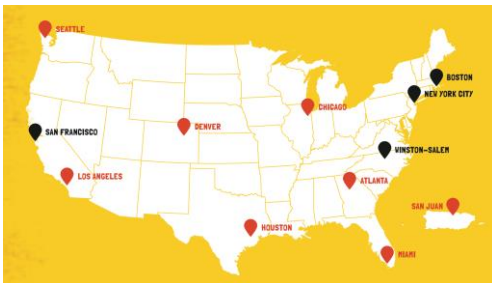 SEATTLE
BOSTON
NEW YORK CITY
CHICAGO
DENVER
SAN FRANCISCO
WINSTON-SALEM
LOS ANGELES
ATLANTA
SAN JUAN
HOUSTON
MIAMI